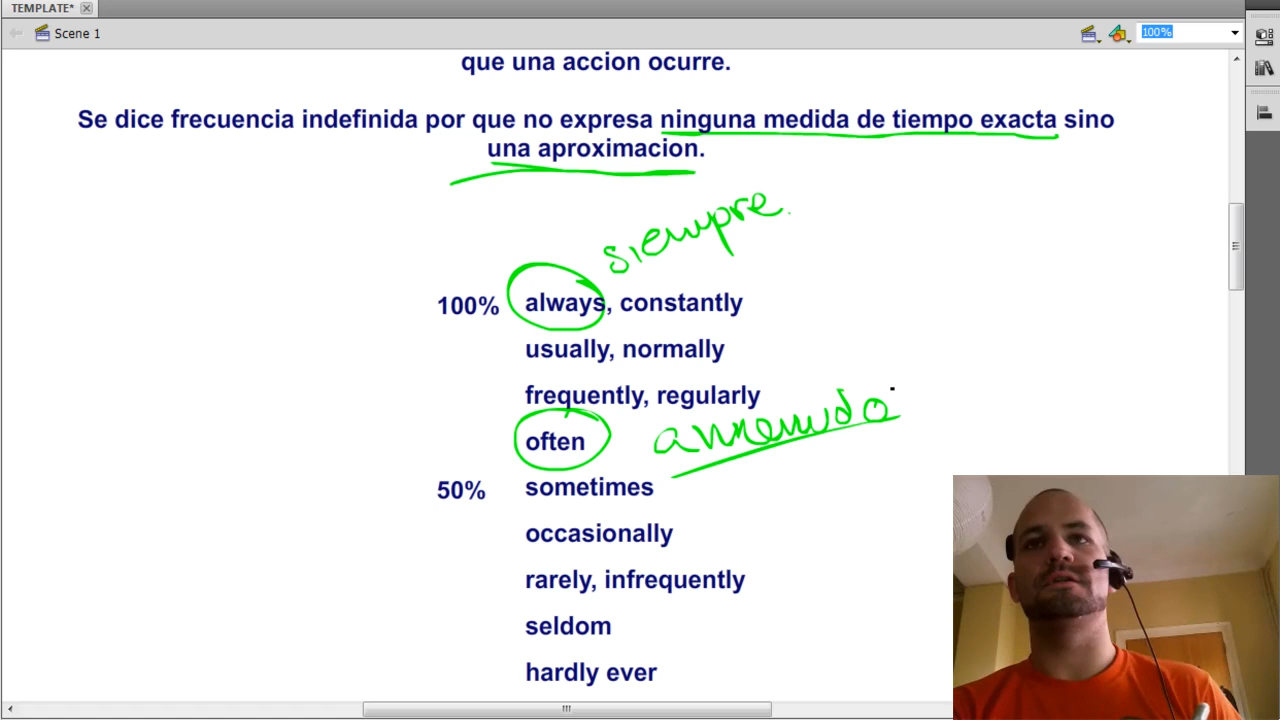 TEMPLATE*
Scene 1
100%
que una accion ocurre.
Se dice frecuencia indefinida por que no expresa ninguna medida de tiempo exacta sino
una aproximacion.
siempre.
100% always, constantly
usually, normally
frequently, regularly
often anmenudo
50% sometimes
occasionally
rarely, infrequently
seldom
hardly ever